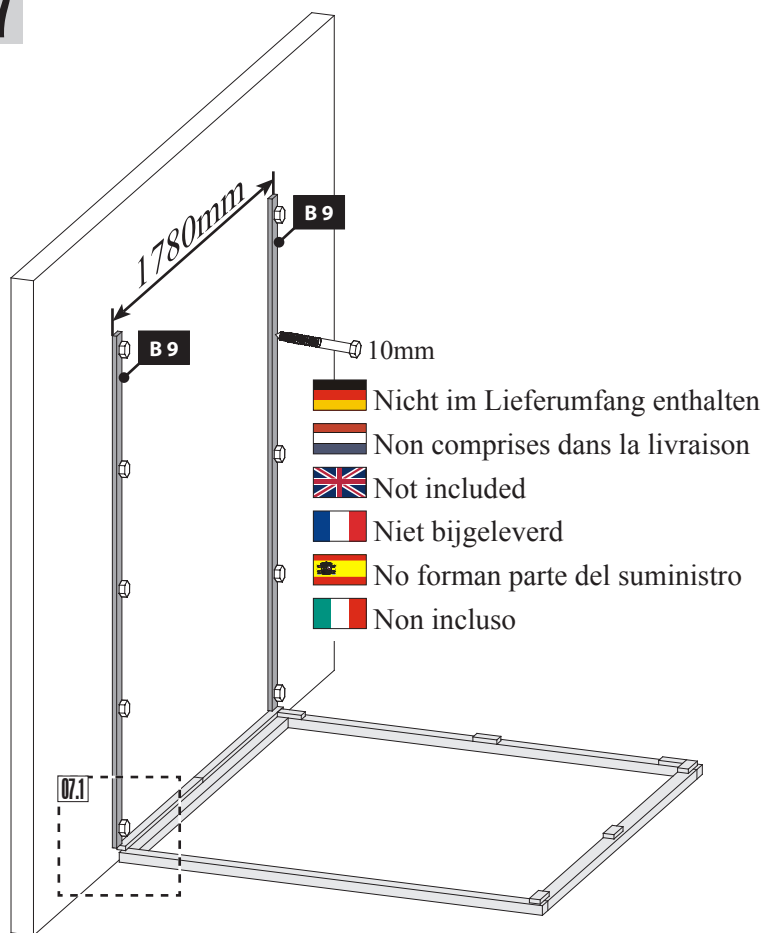 7
1780mm
B 9
B 9
10mm
Nicht im Lieferumfang enthalten
Non comprises dans la livraison
Not included
Niet bijgeleverd
No forman parte del suministro
Non incluso
07.1